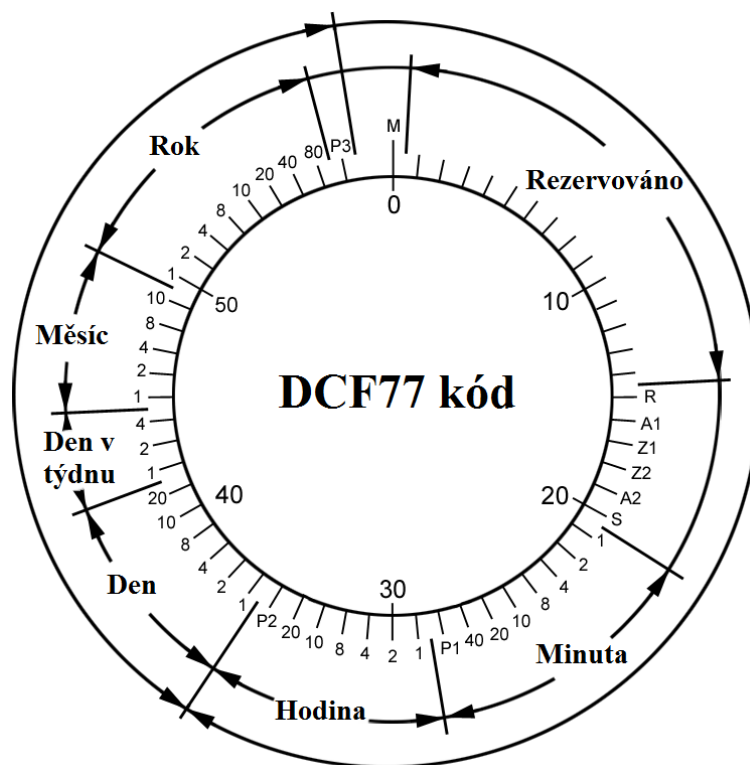 DCF77 kód
M
0
Rezervováno
10
R
A1
Z1
Z2
A2
S
20
Minuta
1
2
4
8
10
20
40
P1
Hodina
1
2
30
4
8
10
20
P2
Den
1
2
4
8
10
40
20
Den v
týdnu
1
2
4
Měsíc
1
2
4
8
10
Rok
1
50
2
4
8
10
20
40
80
P3